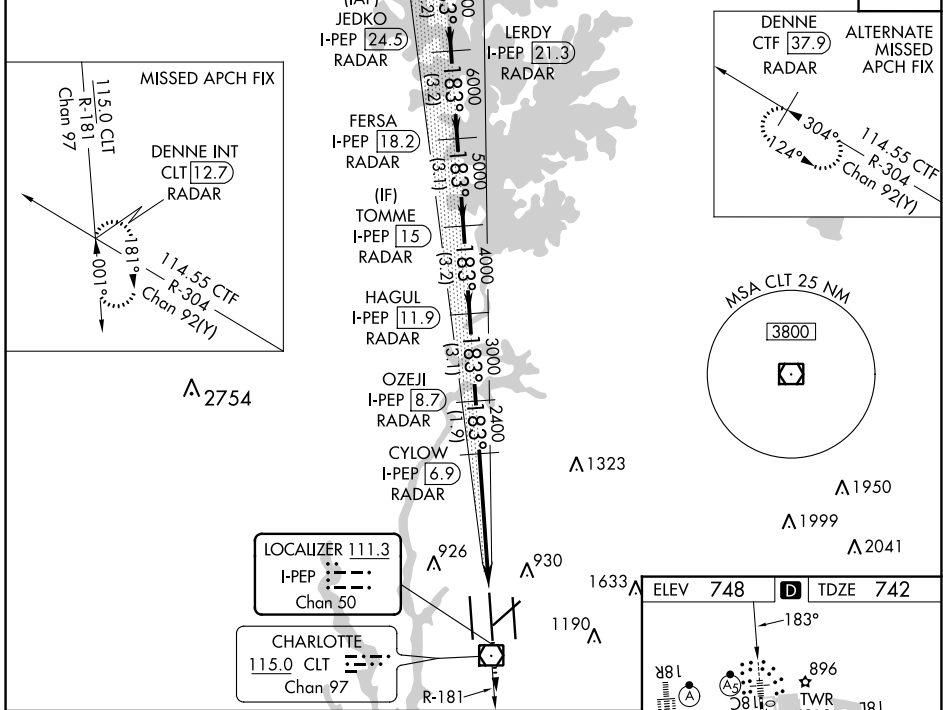 (IAF)
JEDKO
I-PEP 24.5
RADAR
LERDY
I-PEP 21.3
RADAR
183°
6000
(3.2)
FERSA
I-PEP 18.2
RADAR
183°
5000
(3.1)
(IF)
TOMME
I-PEP 15
RADAR
183°
4000
(3.2)
HAGUL
I-PEP 11.9
RADAR
183°
3000
(3.1)
OZEJI
I-PEP 8.7
RADAR
183°
2400
(1.9)
CYLOW
I-PEP 6.9
RADAR
MISSED APCH FIX
115.0 CLT
R-181
Chan 97
DENNE INT
CLT 12.7
RADAR
181°
001°
114.55 CTF
R-304
Chan 92(Y)
2754
DENNE
CTF 37.9
RADAR
ALTERNATE
MISSED
APCH FIX
304°
124°
114.55 CTF
R-304
Chan 92(Y)
MSA CLT 25 NM
3800
1323
1950
1999
2041
926
930
1633
1190
LOCALIZER 111.3
I-PEP
Chan 50
CHARLOTTE
115.0 CLT
Chan 97
R-181
ELEV 748 D TDZE 742
183°
896
TWR
18R
A
A5
18C
18L